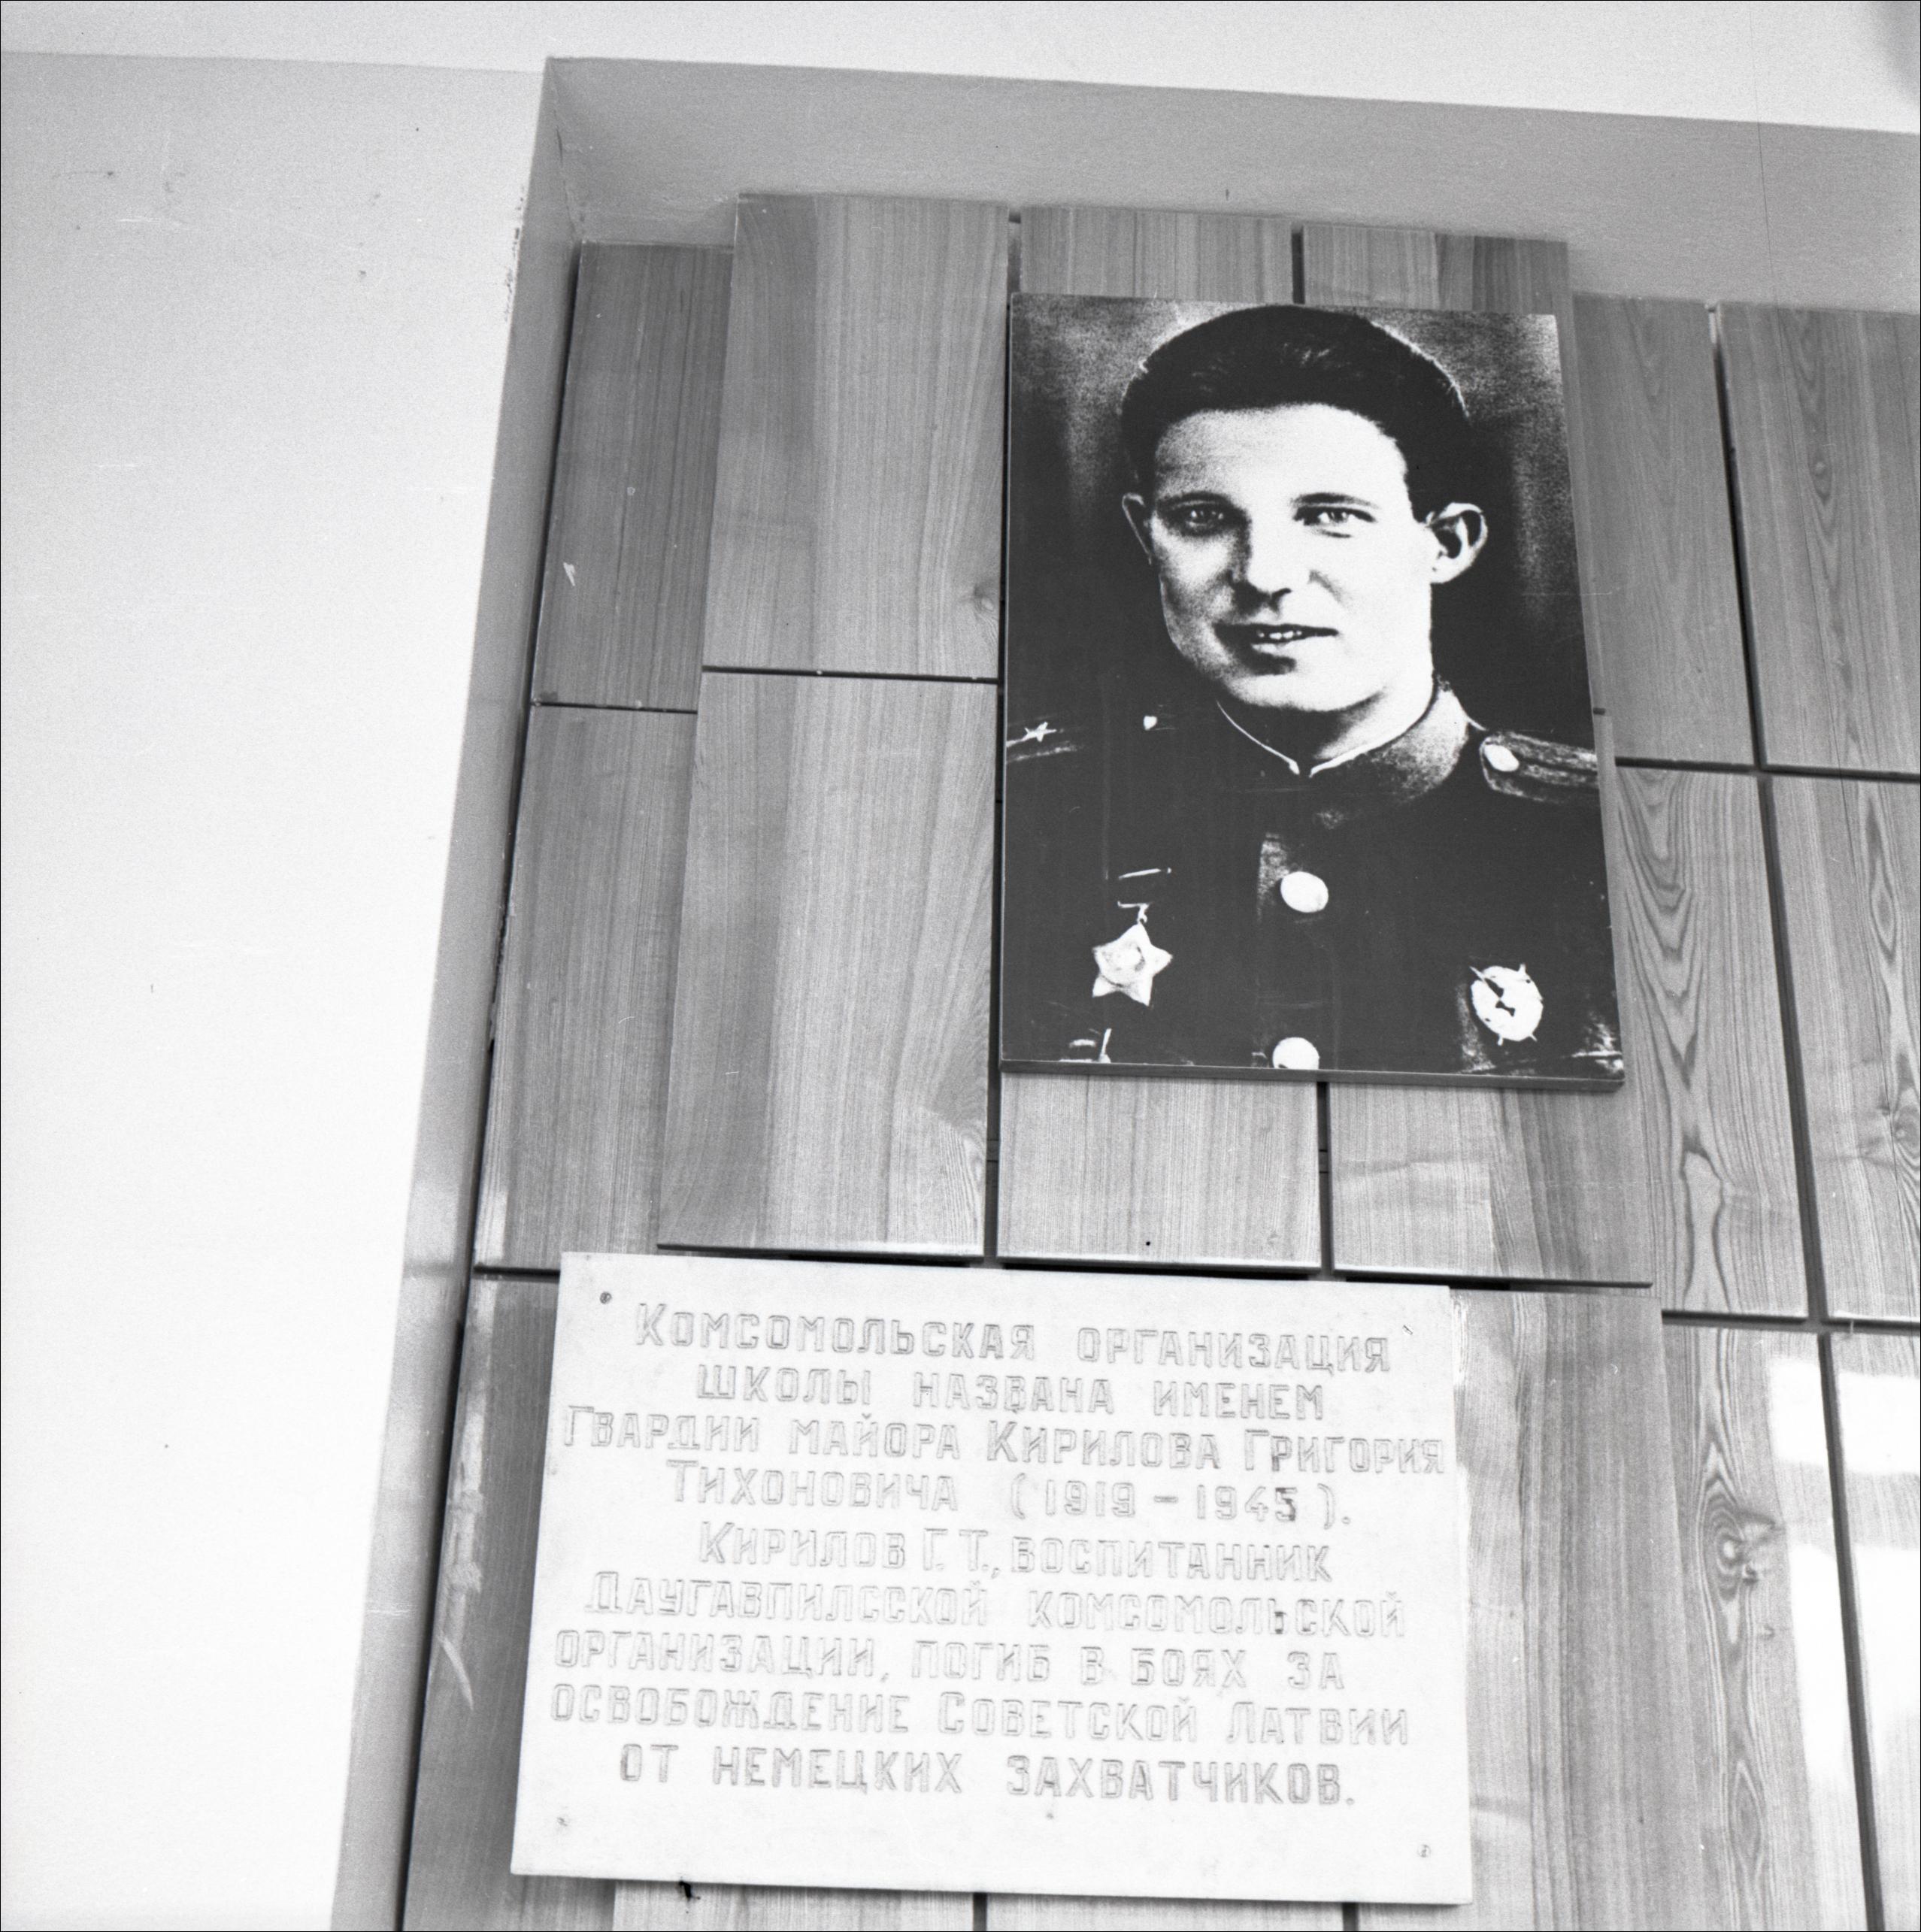 Комсомольская организация
школы названа именем
Гвардии майора Кирилова Григория
Тихоновича (1919-1945).
Кирилов Г. Т., воспитанник
Даугавпилсской комсомольской
организации, погиб в боях за
освобождение Советской Латвии
от немецких захватчиков.